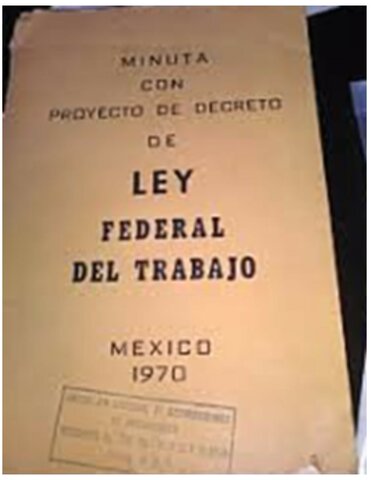 MINUTA
CON
PROYECTO DE DECRETO
DE
LEY
FEDERAL
DEL TRABAJO
MEXICO
1970